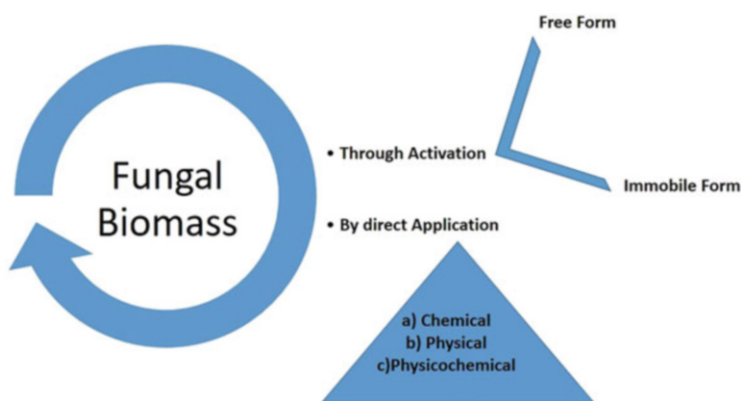 Free Form
Fungal
Biomass
• Through Activation
Immobile Form
• By direct Application
a) Chemical
b) Physical
c)Physicochemical